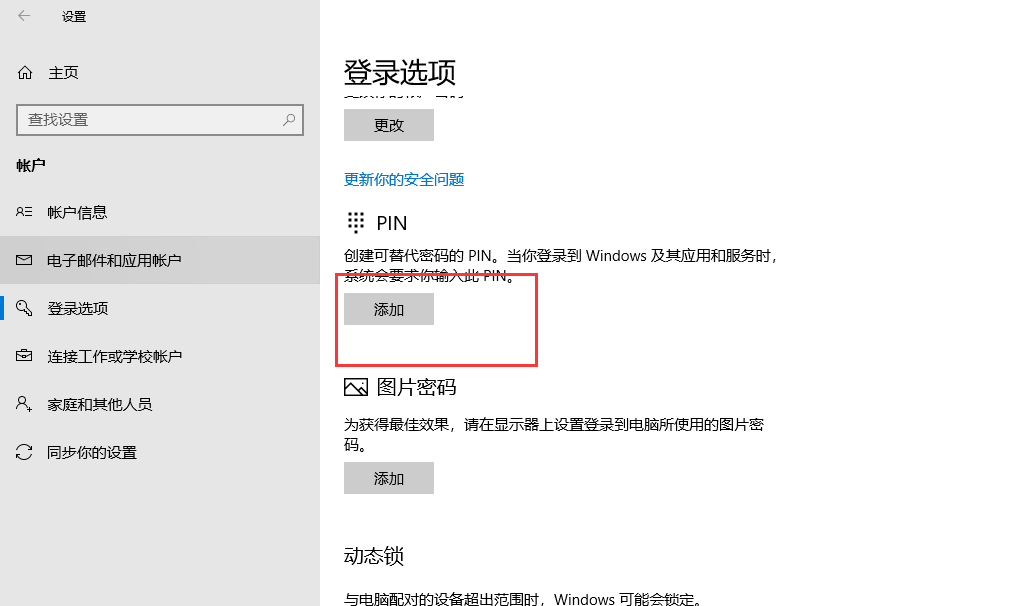 设置
主页
查找设置
帐户
帐户信息
电子邮件和应用帐户
登录选项
连接工作或学校帐户
家庭和其他人员
同步你的设置
登录选项
更改
更新你的安全问题
PIN
创建可替代密码的 PIN。当你登录到 Windows 及其应用和服务时，
系统会要求你输入此 PIN。
添加
图片密码
为获得最佳效果，请在显示器上设置登录到电脑所使用的图片密
码。
添加
动态锁
与电脑配对的设备超出范围时，Windows 可能会锁定。